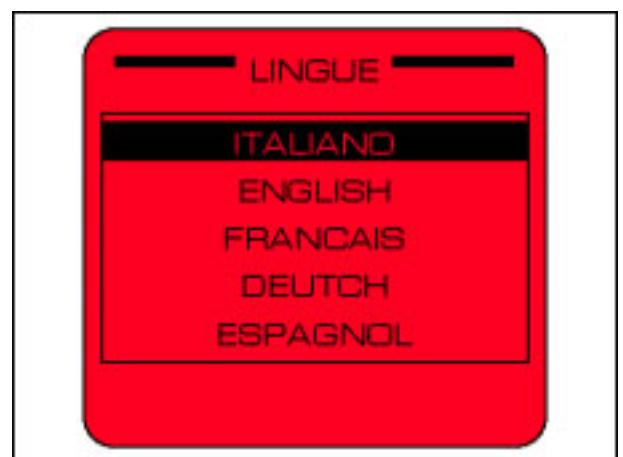 LINGUE
ITALIANO
ENGLISH
FRANCAIS
DEUTCH
ESPAGNOL